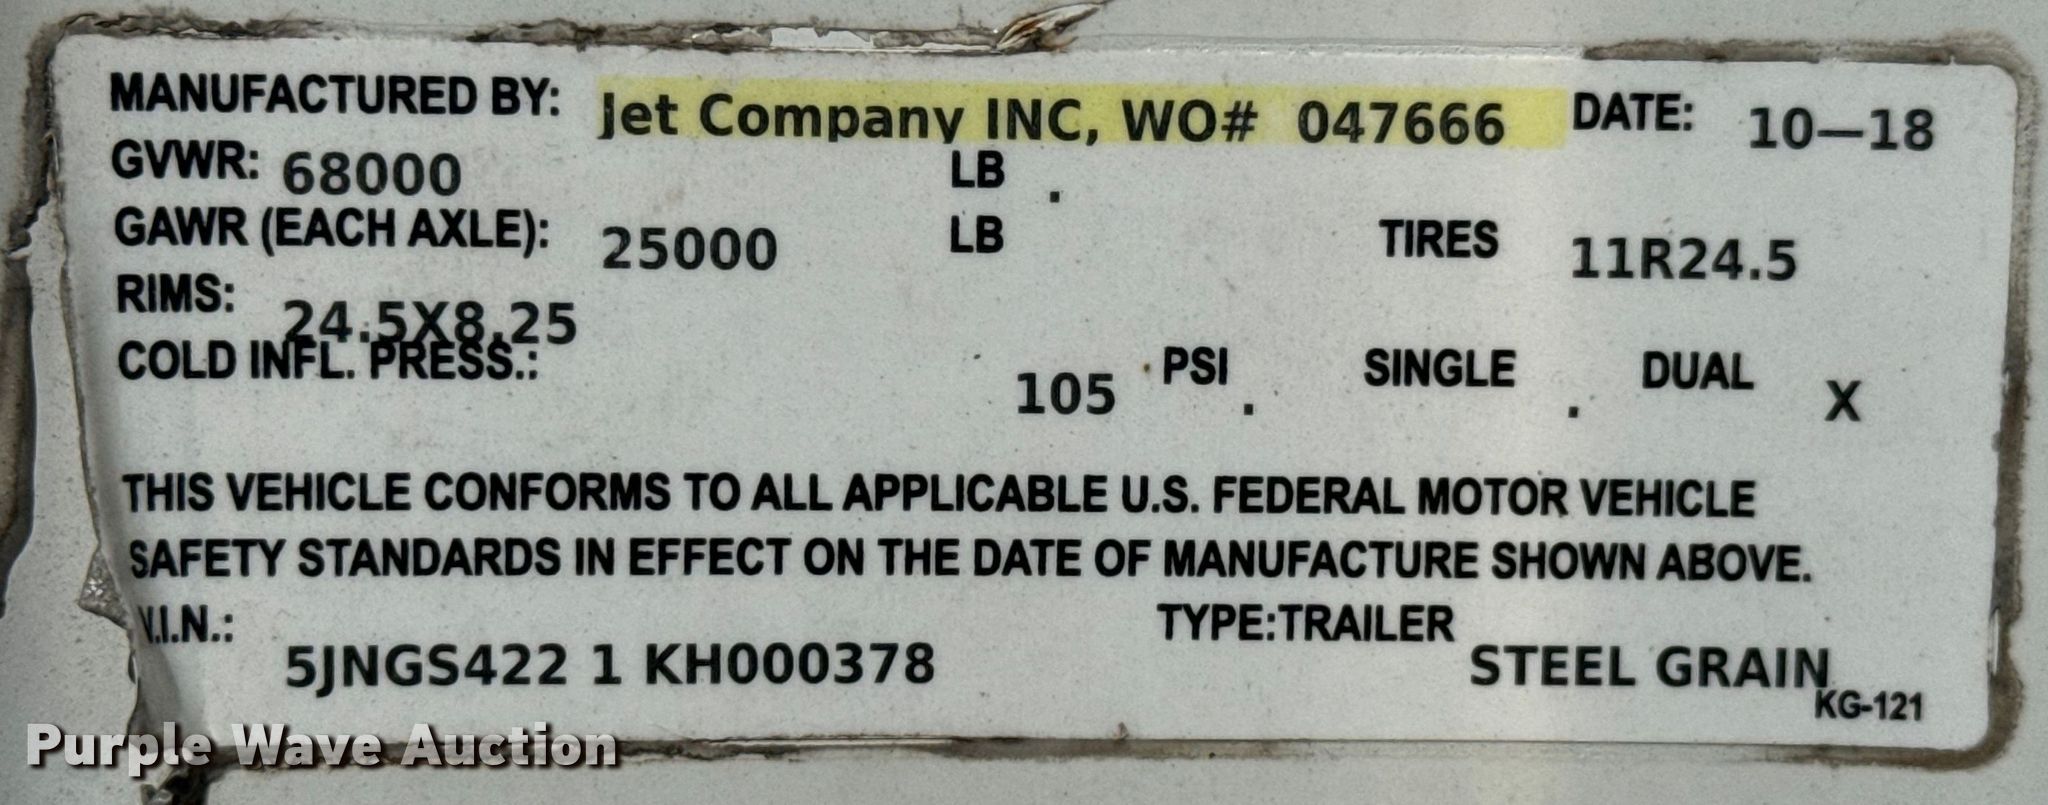 MANUFACTURED BY: Jet Company INC, WO# 047666 DATE: 10—18
GVWR: 68000 LB .
GAWR (EACH AXLE): 25000 LB TIRES 11R24.5
RIMS: 24.5X8.25
COLD INFL. PRESS.: 105 PSI . SINGLE . DUAL X
THIS VEHICLE CONFORMS TO ALL APPLICABLE U.S. FEDERAL MOTOR VEHICLE
SAFETY STANDARDS IN EFFECT ON THE DATE OF MANUFACTURE SHOWN ABOVE.
V.I.N.: 5JNGS422 1 KH000378 TYPE:TRAILER STEEL GRAIN
KG-121
Purple Wave Auction